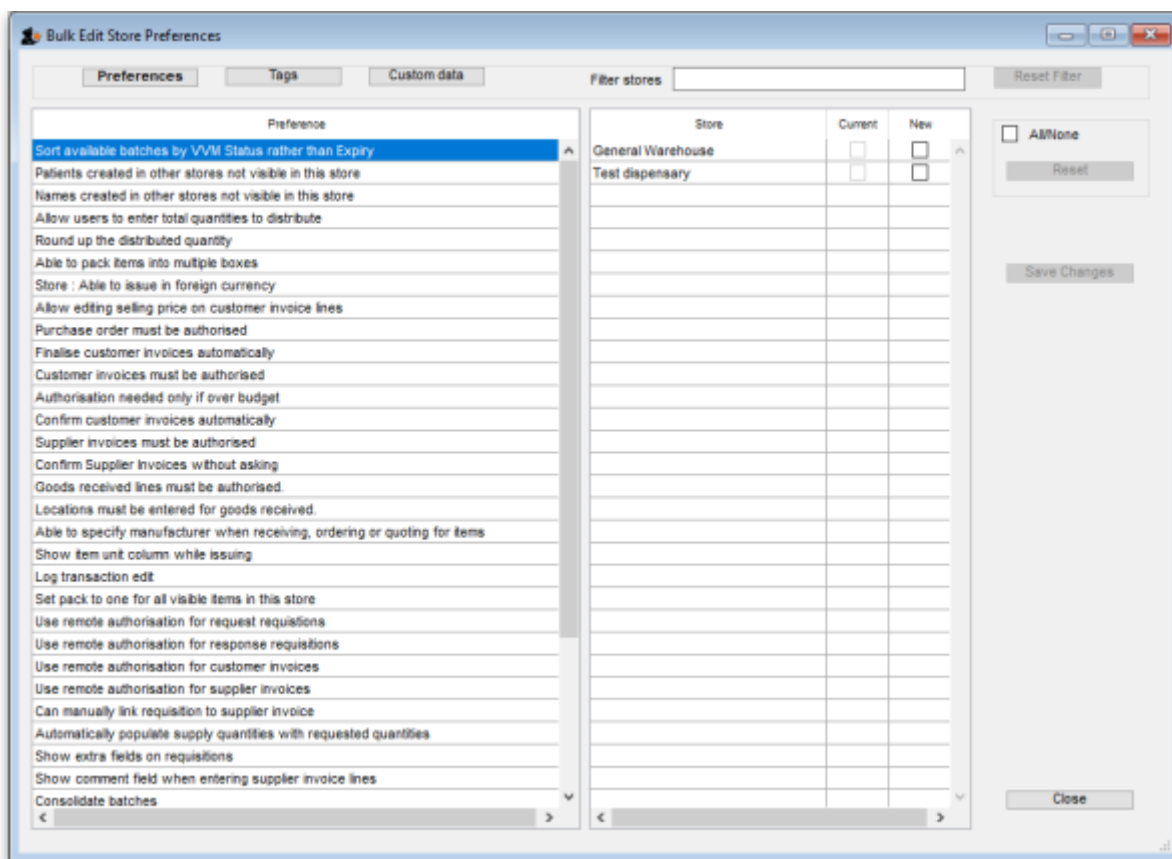 Bulk Edit Store Preferences
Preferences Tags Custom data Filter stores Reset Filter
Preference
Sort available batches by VVM Status rather than Expiry
Patients created in other stores not visible in this store
Names created in other stores not visible in this store
Allow users to enter total quantities to distribute
Round up the distributed quantity
Able to pack items into multiple boxes
Store : Able to issue in foreign currency
Allow editing selling price on customer invoice lines
Purchase order must be authorised
Finalise customer invoices automatically
Customer invoices must be authorised
Authorisation needed only if over budget
Confirm customer invoices automatically
Supplier invoices must be authorised
Confirm Supplier Invoices without asking
Goods received lines must be authorised.
Locations must be entered for goods received.
Able to specify manufacturer when receiving, ordering or quoting for items
Show item unit column while issuing
Log transaction edit
Set pack to one for all visible items in this store
Use remote authorisation for request requistions
Use remote authorisation for response requisitions
Use remote authorisation for customer invoices
Use remote authorisation for supplier invoices
Can manually link requisition to supplier invoice
Automatically populate supply quantities with requested quantities
Show extra fields on requisitions
Show comment field when entering supplier invoice lines
Consolidate batches
Store Current New
General Warehouse
Test dispensary
All/None
Reset
Save Changes
Close